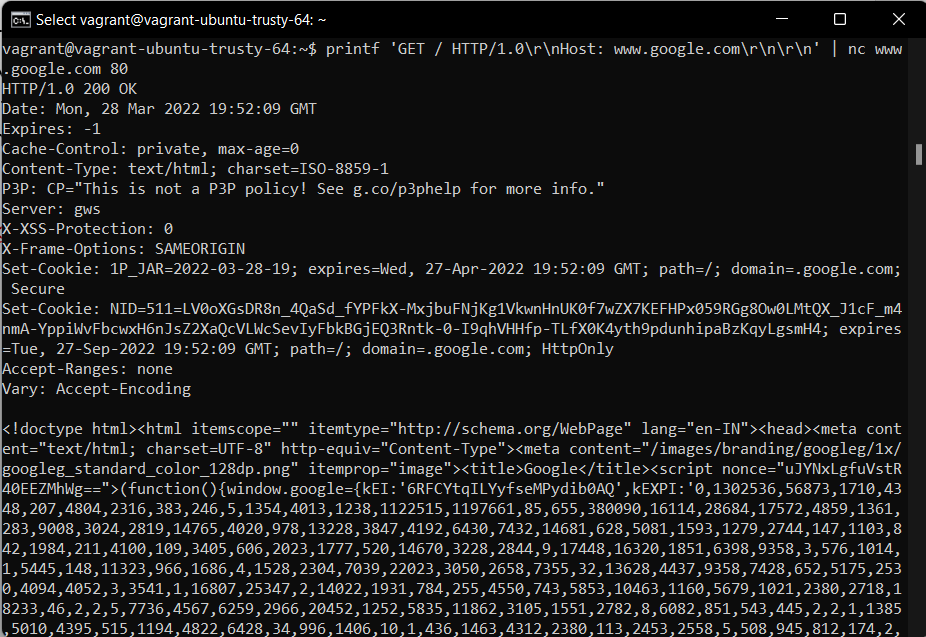 Select vagrant@vagrant-ubuntu-trusty-64: ~
vagrant@vagrant-ubuntu-trusty-64:~$ printf 'GET / HTTP/1.0\r\nHost: www.google.com\r\n\r\n' | nc www
.google.com 80
HTTP/1.0 200 OK
Date: Mon, 28 Mar 2022 19:52:09 GMT
Expires: -1
Cache-Control: private, max-age=0
Content-Type: text/html; charset=ISO-8859-1
P3P: CP="This is not a P3P policy! See g.co/p3phelp for more info."
Server: gws
X-XSS-Protection: 0
X-Frame-Options: SAMEORIGIN
Set-Cookie: 1P_JAR=2022-03-28-19; expires=Wed, 27-Apr-2022 19:52:09 GMT; path=/; domain=.google.com;
 Secure
Set-Cookie: NID=511=LV0oXGsDR8n_4QaSd_fYPFkX-MxjbuFNjKg1VkwnHnUK0f7wZX7KEFHPx059RGg8Ow0LMtQX_J1cF_m4
nmA-YppiWvFbcwxH6nJsZ2XaQcVLWcSevIyFbkBGjEQ3Rntk-0-I9qhVHHfp-TLfX0K4yth9pdunhipaBzKqyLgsmH4; expires
=Tue, 27-Sep-2022 19:52:09 GMT; path=/; domain=.google.com; HttpOnly
Accept-Ranges: none
Vary: Accept-Encoding
<!doctype html><html itemscope="" itemtype="http://schema.org/WebPage" lang="en-IN"><head><meta cont
ent="text/html; charset=UTF-8" http-equiv="Content-Type"><meta content="/images/branding/googleg/1x/
googleg_standard_color_128dp.png" itemprop="image"><title>Google</title><script nonce="uJYNxLgfuVstR
40EEZMhWg==">(function(){window.google={kEI:'6RFCYtqILYyfseMPydib0AQ',kEXPI:'0,1302536,56873,1710,43
48,207,4804,2316,383,246,5,1354,4013,1238,1122515,1197661,85,655,380090,16114,28684,17572,4859,1361,
283,9008,3024,2819,14765,4020,978,13228,3847,4192,6430,7432,14681,628,5081,1593,1279,2744,147,1103,8
42,1984,211,4100,109,3405,606,2023,1777,520,14670,3228,2844,9,17448,16320,1851,6398,9358,3,576,1014,
1,5445,148,11323,966,1686,4,1528,2304,7039,22023,3050,2658,7355,32,13628,4437,9358,7428,652,5175,253
0,4094,4052,3,3541,1,16807,25347,2,14022,1931,784,255,4550,743,5853,10463,1160,5679,1021,2380,2718,1
8233,46,2,2,5,7736,4567,6259,2966,20452,1252,5835,11862,3105,1551,2782,8,6082,851,543,445,2,2,1,1385
,5010,4395,515,1194,4822,6428,34,996,1406,10,1,436,1463,4312,2380,113,2453,2558,5,508,945,812,174,2,